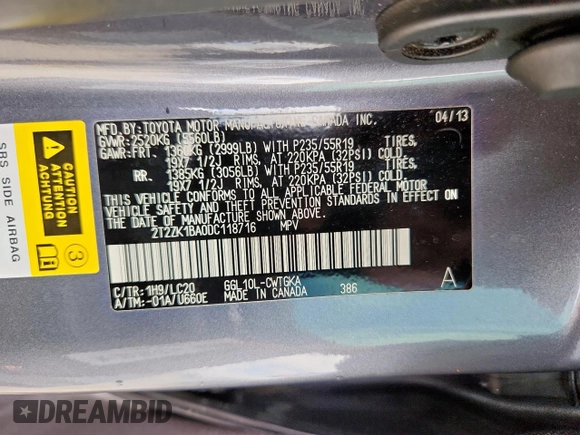 MFD. BY: TOYOTA MOTOR MANUFACTURING CANADA INC. 04/13
GVWR: 2520KG (5560LB)
GAWR: FRT. 1360KG (2999LB) WITH P235/55R19 TIRES,
19X7 1/2J RIMS, AT 220KPA (32PSI) COLD
RR. 1385KG (3056LB) WITH P235/55R19 TIRES,
19X7 1/2J RIMS, AT 220KPA (32PSI) COLD
THIS VEHICLE CONFORMS TO ALL APPLICABLE FEDERAL MOTOR
VEHICLE SAFETY AND THEFT PREVENTION STANDARDS IN EFFECT ON
THE DATE OF MANUFACTURE SHOWN ABOVE.
2T2ZK1BA0DC118716 MPV
C/TR: 1H9/LC20 GGL10L-CWTGKA A
A/TM: -01A/U660E MADE IN CANADA 386
SRS SIDE AIRBAG
CAUTION
ATTENTION
ACHTUNG
3
DREAMBID